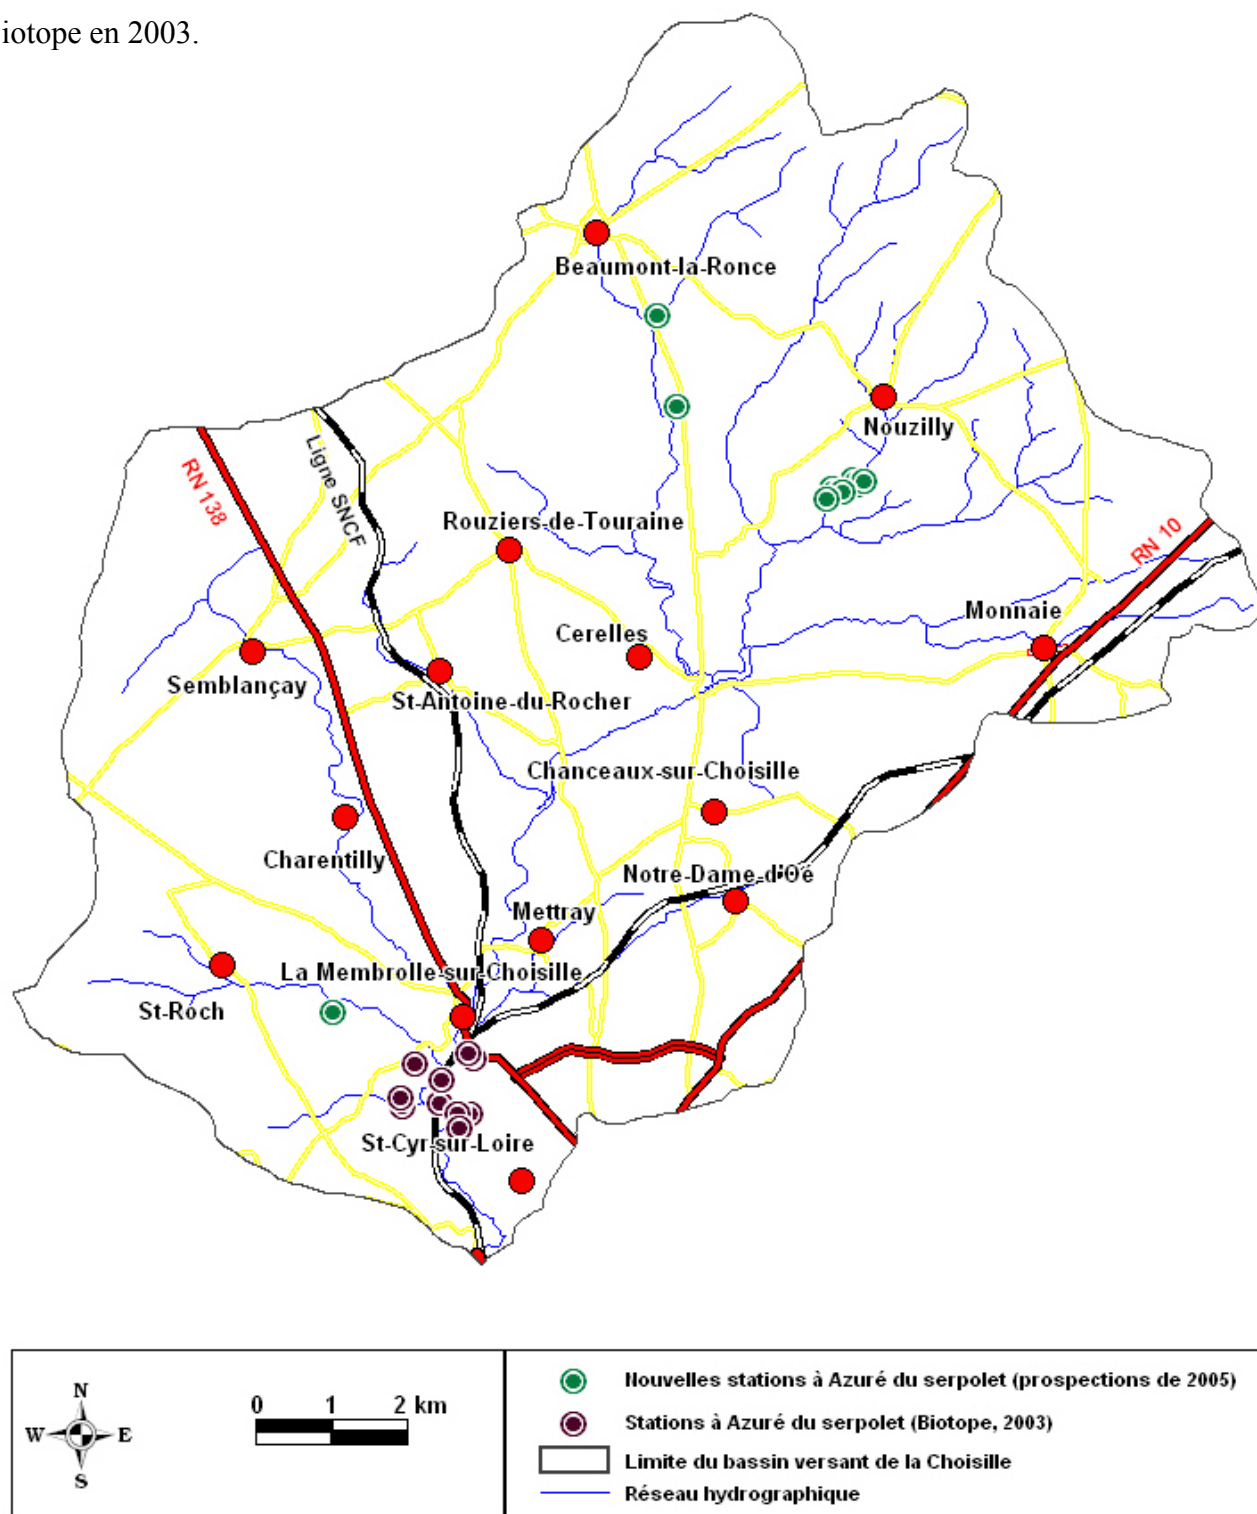 iotope en 2003.
Beaumont-la-Ronce
Nouzilly
Ligne SNCF
RN 138
Rouziers-de-Touraine
RN 10
Monnaie
Cerelles
Semblançay
St-Antoine-du-Rocher
Chanceaux-sur-Choisille
Charentilly
Notre-Dame-d'Oé
Mettray
La Membrolle-sur-Choisille
St-Roch
St-Cyr-sur-Loire
N
W E
S
0 1 2 km
Nouvelles stations à Azuré du serpolet (prospections de 2005)
Stations à Azuré du serpolet (Biotope, 2003)
Limite du bassin versant de la Choisille
Réseau hydrographique